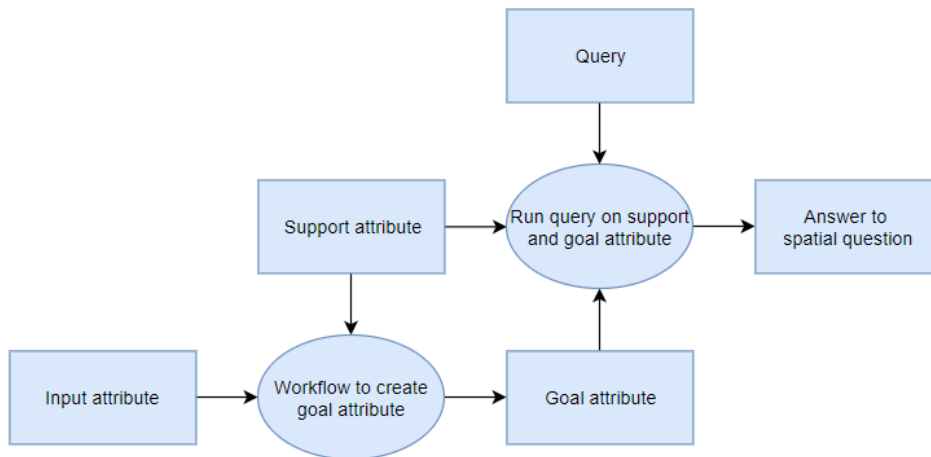 Query
Support attribute
Run query on support
and goal attribute
Answer to
spatial question
Input attribute
Workflow to create
goal attribute
Goal attribute